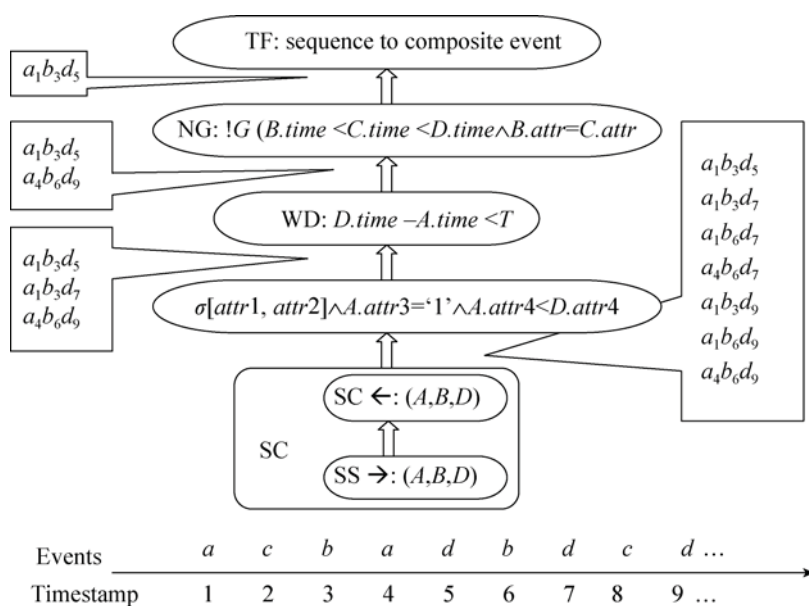 TF: sequence to composite event
a₁b₃d₅
NG: !G (B.time <C.time <D.time∧B.attr=C.attr
a₁b₃d₅
a₄b₆d₉
WD: D.time –A.time <T
a₁b₃d₅
a₁b₃d₇
a₄b₆d₉
σ[attr1, attr2]∧A.attr3=‘1’∧A.attr4<D.attr4
a₁b₃d₅
a₁b₃d₇
a₁b₆d₇
a₄b₆d₇
a₁b₃d₉
a₁b₆d₉
a₄b₆d₉
SC ←: (A,B,D)
SC
SS →: (A,B,D)
Events a c b a d b d c d …
Timestamp 1 2 3 4 5 6 7 8 9 …